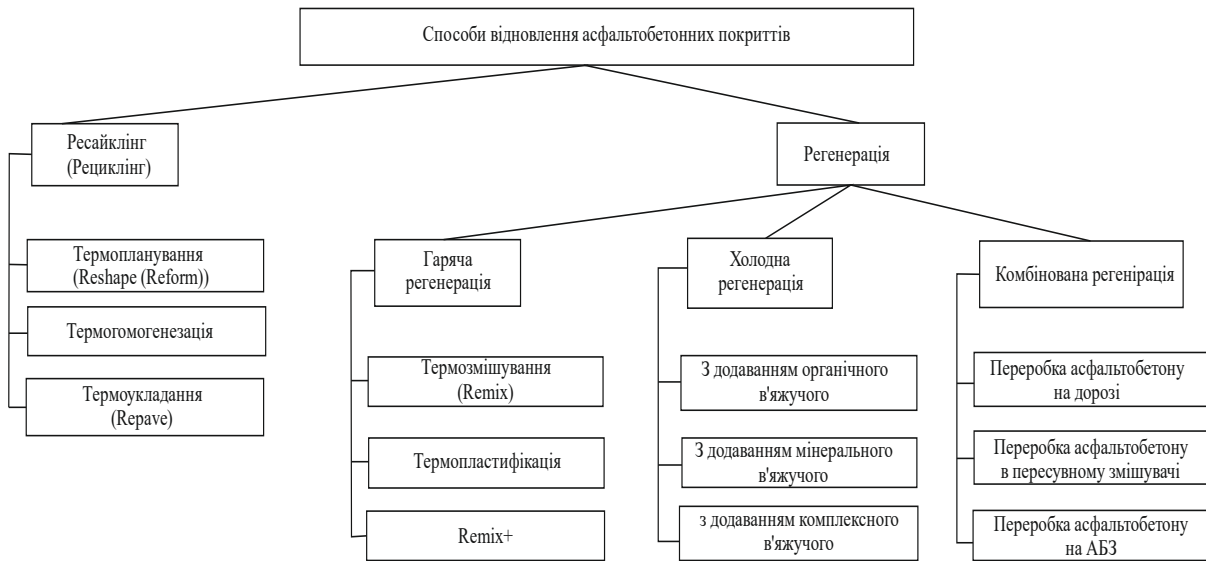 Способи відновлення асфальтобетонних покриттів
Ресайклінг
(Рециклінг)
Регенерація
Термопланування
(Reshape (Reform))
Термогомогенезація
Термоукладання
(Repave)
Гаряча
регенерація
Термозмішування
(Remix)
Термопластифікація
Remix+
Холодна
регенерація
З додаванням органічного
в'яжучого
З додаванням мінерального
в'яжучого
з додаванням комплексного
в'яжучого
Комбінована регенірація
Переробка асфальтобетону
на дорозі
Переробка асфальтобетону
в пересувному змішувачі
Переробка асфальтобетону
на АБЗ